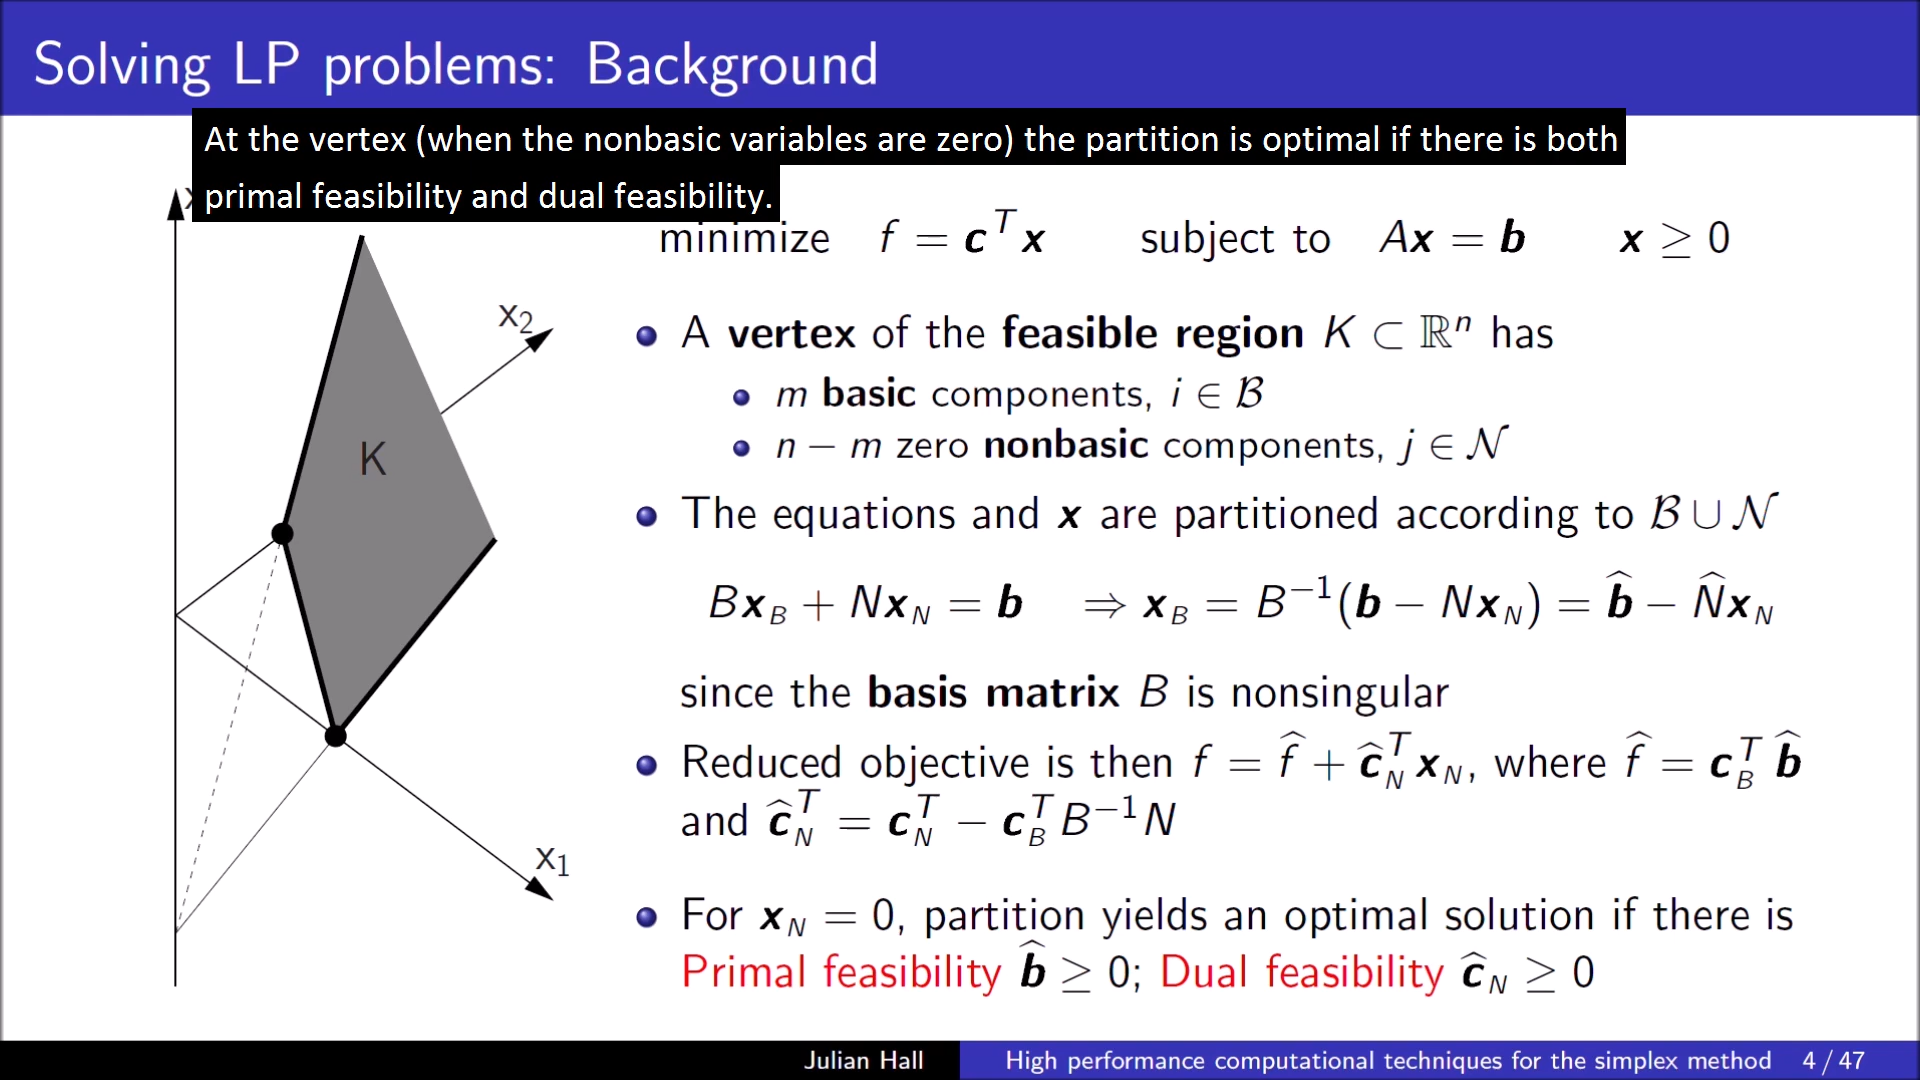 Solving LP problems: Background
At the vertex (when the nonbasic variables are zero) the partition is optimal if there is both
primal feasibility and dual feasibility.
minimize f = c^T x subject to Ax = b x ≥ 0
x₂
K
x₁
• A vertex of the feasible region K ⊂ ℝⁿ has
• m basic components, i ∈ ℬ
• n − m zero nonbasic components, j ∈ 𝒩
• The equations and x are partitioned according to ℬ ∪ 𝒩
Bx_B + Nx_N = b ⇒ x_B = B⁻¹(b − Nx_N) = b̂ − N̂x_N
since the basis matrix B is nonsingular
• Reduced objective is then f = f̂ + ĉ_N^T x_N, where f̂ = c_B^T b̂
and ĉ_N^T = c_N^T − c_B^T B⁻¹N
• For x_N = 0, partition yields an optimal solution if there is
Primal feasibility b̂ ≥ 0; Dual feasibility ĉ_N ≥ 0
Julian Hall
High performance computational techniques for the simplex method 4 / 47